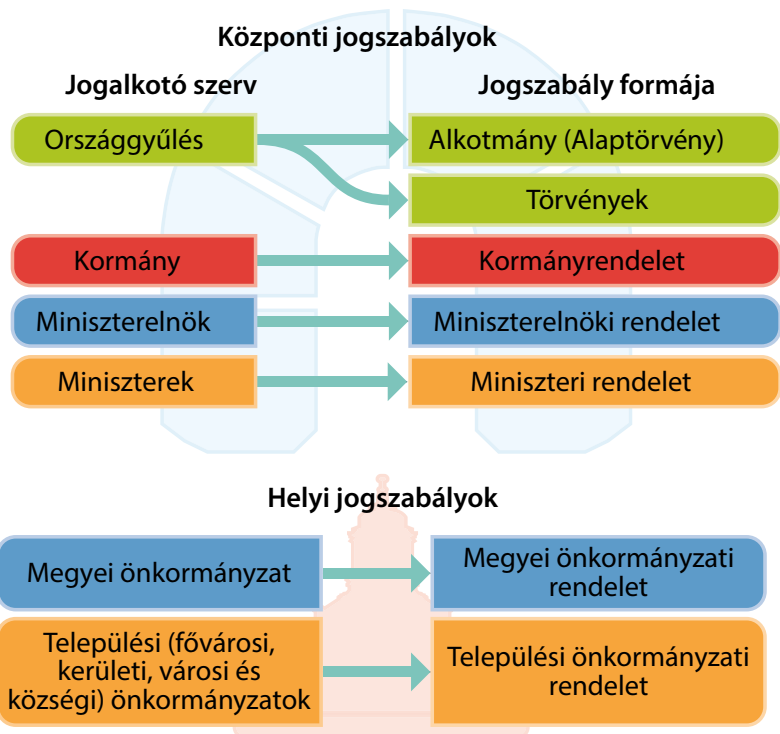 Központi jogszabályok
Jogalkotó szerv
Jogszabály formája
Országgyűlés
Alkotmány (Alaptörvény)
Törvények
Kormány
Kormányrendelet
Miniszterelnök
Miniszterelnöki rendelet
Miniszterek
Miniszteri rendelet
Helyi jogszabályok
Megyei önkormányzat
Megyei önkormányzati
rendelet
Települési (fővárosi,
kerületi, városi és
községi) önkormányzatok
Települési önkormányzati
rendelet